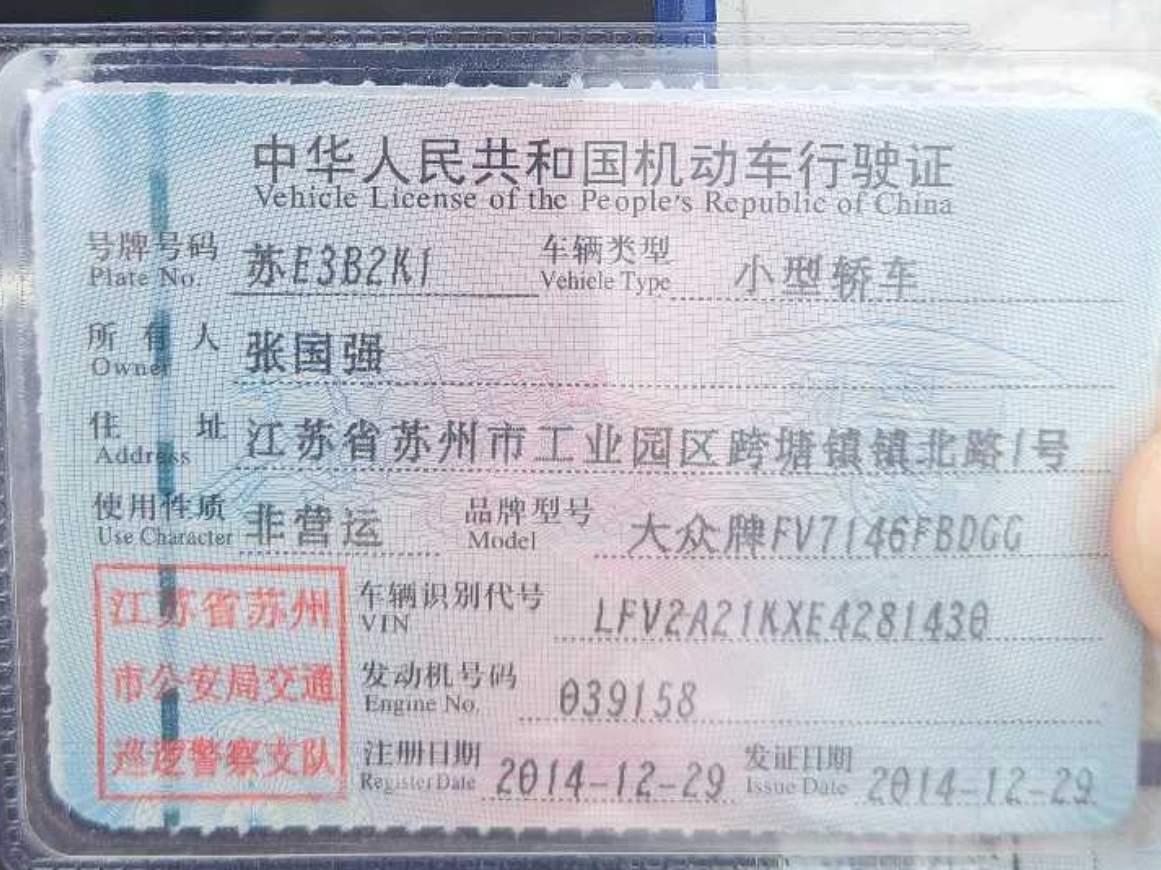 中华人民共和国机动车行驶证
Vehicle License of the People's Republic of China
号牌号码 苏E3B2K1 车辆类型 小型轿车
Plate No. Vehicle Type
所有人 张国强
Owner
住址 江苏省苏州市工业园区跨塘镇镇北路1号
Address
使用性质 非营运 品牌型号 大众牌FV7146FBDGG
Use Character Model
江苏省苏州
市公安局交通
巡逻警察支队
车辆识别代号 LFV2A21KXE4281430
VIN
发动机号码 039158
Engine No.
注册日期 2014-12-29 发证日期 2014-12-29
Register Date Issue Date